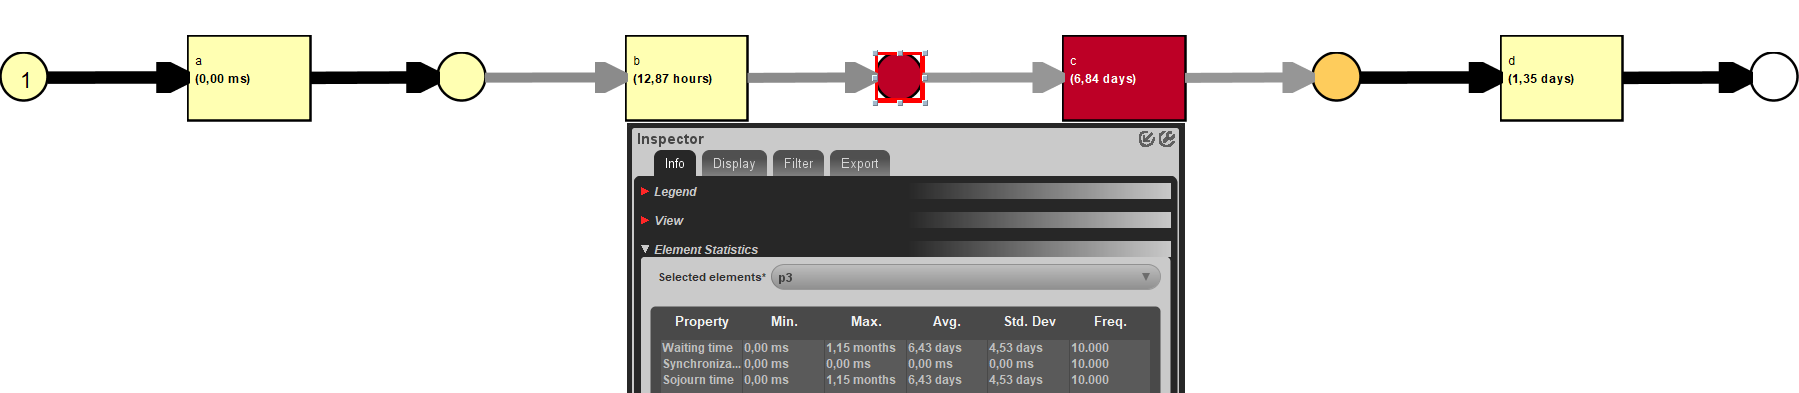 1
a
(0,00 ms)
b
(12,87 hours)
c
(6,84 days)
d
(1,35 days)
Inspector
Info Display Filter Export
Legend
View
Element Statistics
Selected elements* p3
Property Min. Max. Avg. Std. Dev Freq.
Waiting time 0,00 ms 1,15 months 6,43 days 4,53 days 10.000
Synchroniza... 0,00 ms 0,00 ms 0,00 ms 0,00 ms 10.000
Sojourn time 0,00 ms 1,15 months 6,43 days 4,53 days 10.000